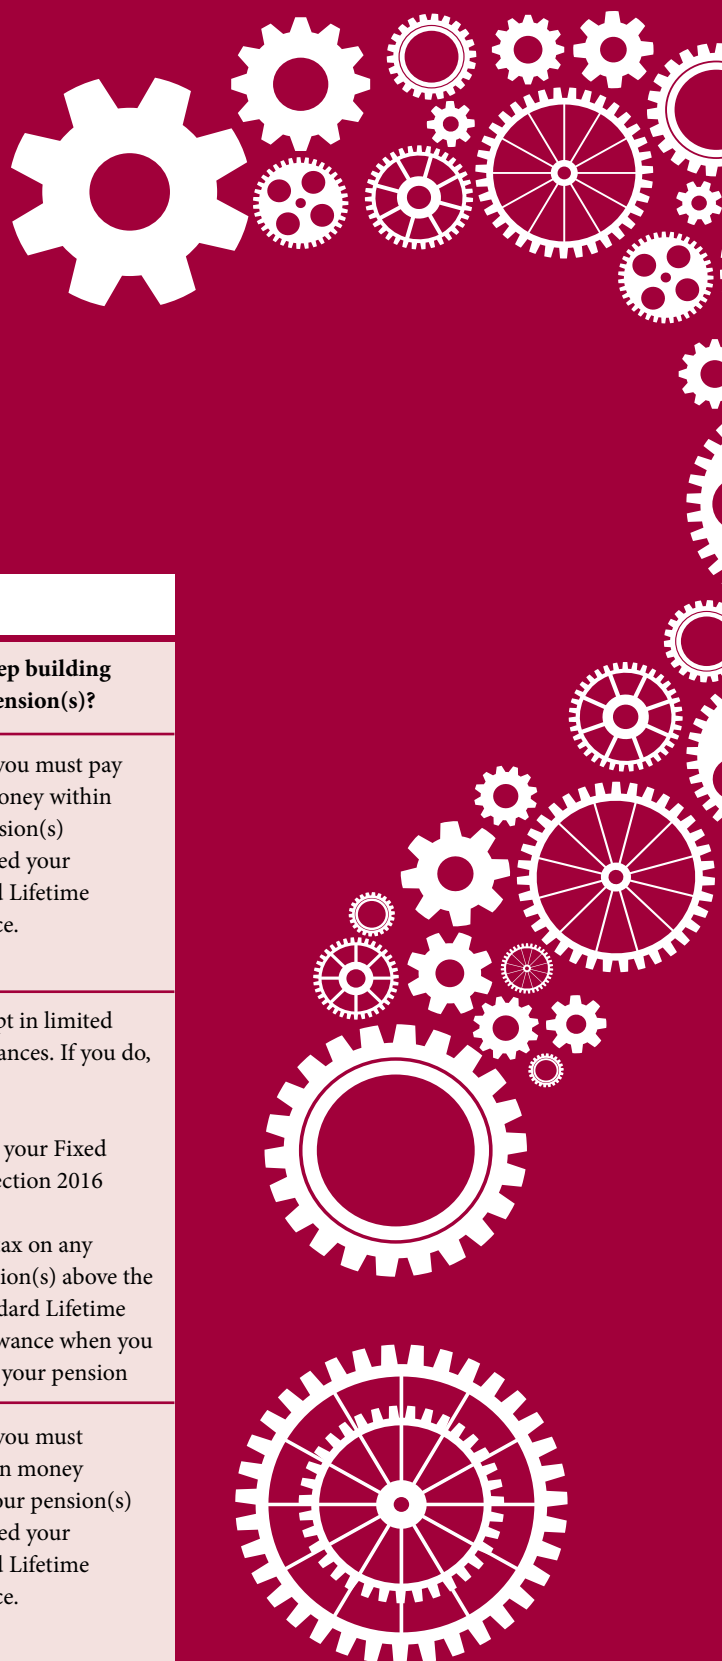 ep building
ension(s)?
you must pay
oney within
sion(s)
ed your
d Lifetime
ce.
pt in limited
ances. If you do,
your Fixed
ection 2016
ax on any
ion(s) above the
dard Lifetime
wance when you
your pension
you must
n money
our pension(s)
ed your
d Lifetime
ce.